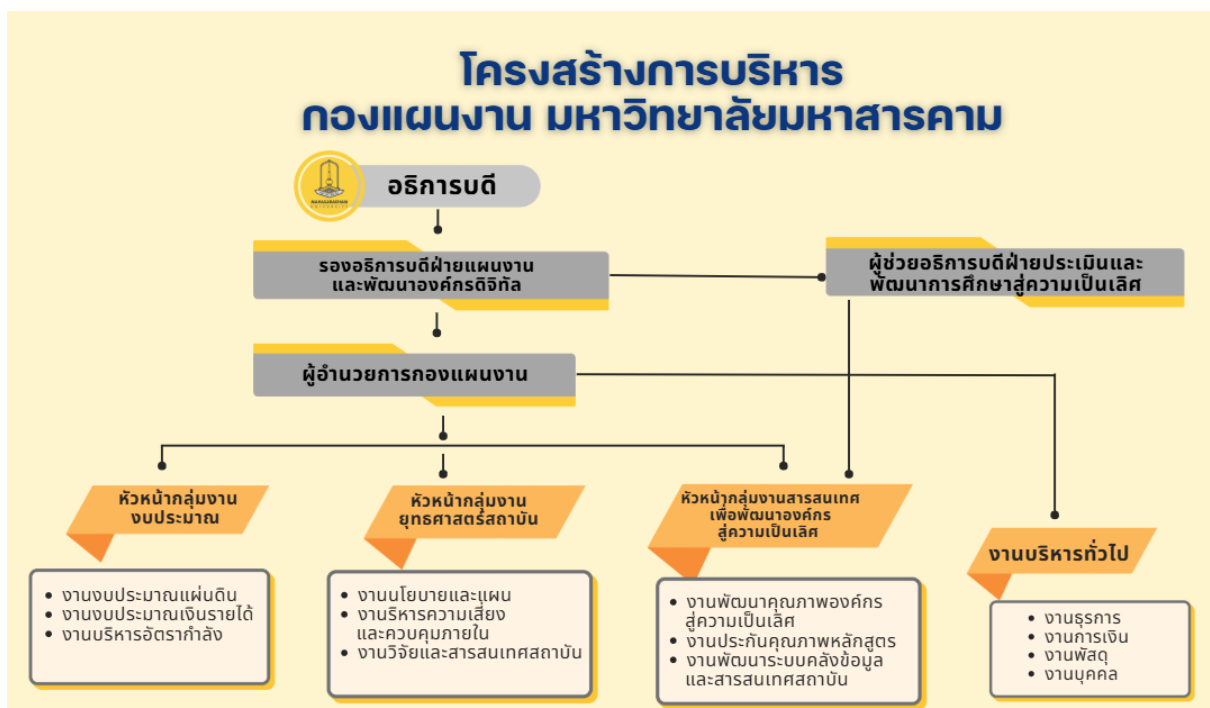 โครงสร้างการบริหาร
กองแผนงาน มหาวิทยาลัยมหาสารคาม
อธิการบดี
รองอธิการบดีฝ่ายแผนงาน
และพัฒนาองค์กรดิจิทัล
ผู้ช่วยอธิการบดีฝ่ายประเมินและ
พัฒนาการศึกษาสู่ความเป็นเลิศ
ผู้อำนวยการกองแผนงาน
หัวหน้ากลุ่มงาน
งบประมาณ
• งานงบประมาณแผ่นดิน
• งานงบประมาณเงินรายได้
• งานบริหารอัตรากำลัง
หัวหน้ากลุ่มงาน
ยุทธศาสตร์สถาบัน
• งานนโยบายและแผน
• งานบริหารความเสี่ยง
และควบคุมภายใน
• งานวิจัยและสารสนเทศสถาบัน
หัวหน้ากลุ่มงานสารสนเทศ
เพื่อพัฒนาองค์กร
สู่ความเป็นเลิศ
• งานพัฒนาคุณภาพองค์กร
สู่ความเป็นเลิศ
• งานประกันคุณภาพหลักสูตร
• งานพัฒนาระบบคลังข้อมูล
และสารสนเทศสถาบัน
งานบริหารทั่วไป
• งานธุรการ
• งานการเงิน
• งานพัสดุ
• งานบุคคล